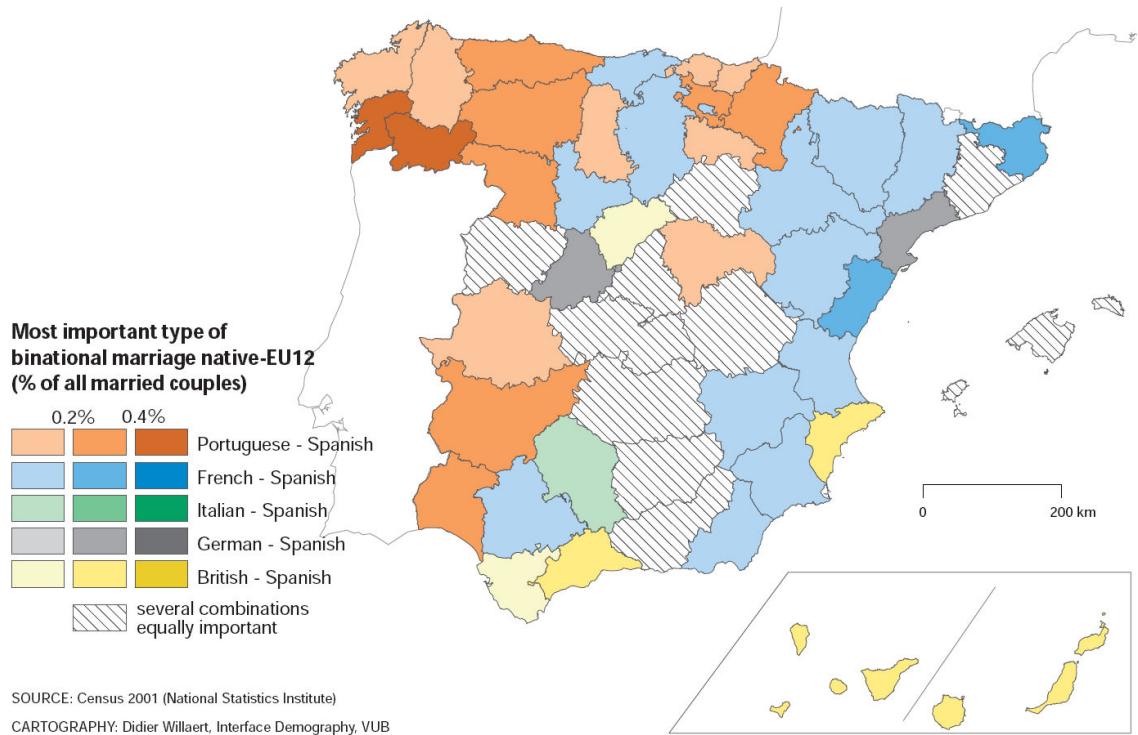 Most important type of
binational marriage native-EU12
(% of all married couples)
0.2% 0.4%
Portuguese - Spanish
French - Spanish
Italian - Spanish
German - Spanish
British - Spanish
several combinations
equally important
0 200 km
SOURCE: Census 2001 (National Statistics Institute)
CARTOGRAPHY: Didier Willaert, Interface Demography, VUB